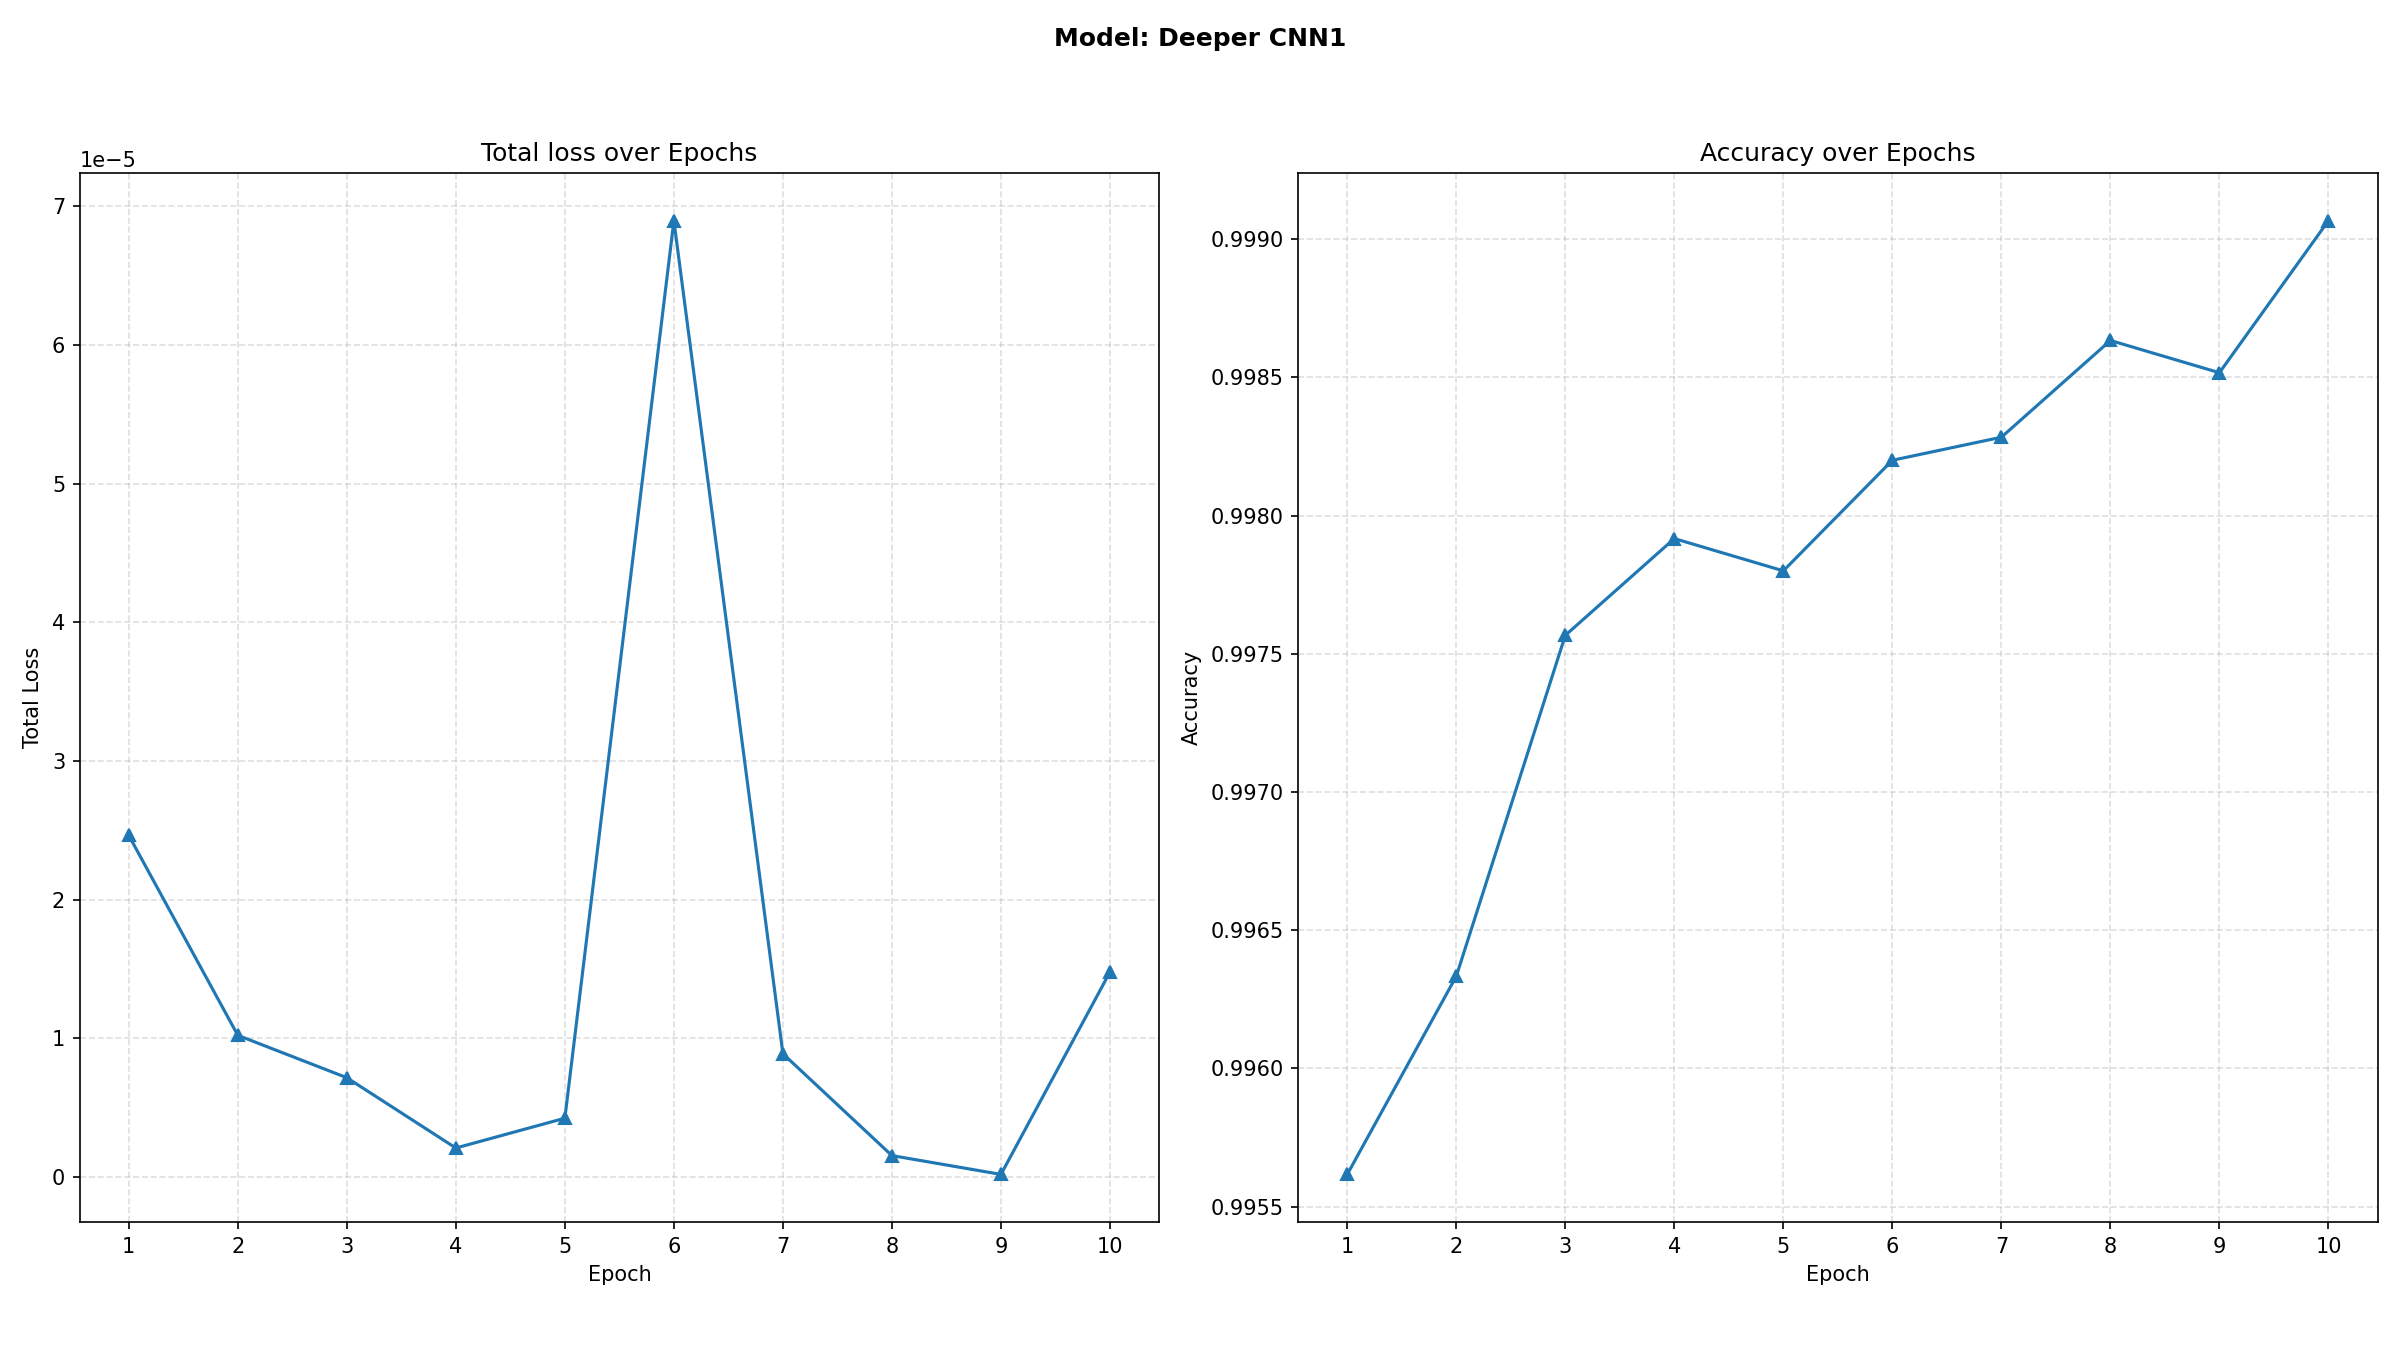 Model: Deeper CNN1
Total loss over Epochs
1e−5
7
6
5
4
3
2
1
0
Total Loss
1 2 3 4 5 6 7 8 9 10
Epoch
Accuracy over Epochs
0.9990
0.9985
0.9980
0.9975
0.9970
0.9965
0.9960
0.9955
Accuracy
1 2 3 4 5 6 7 8 9 10
Epoch